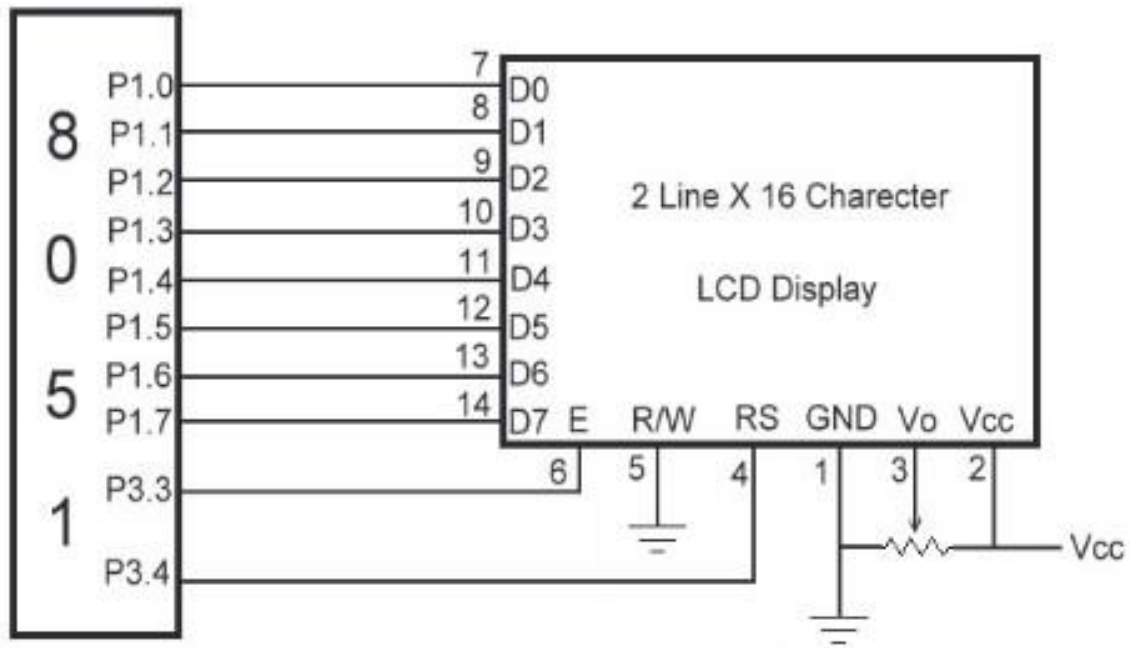 8
0
5
1
P1.0
P1.1
P1.2
P1.3
P1.4
P1.5
P1.6
P1.7
P3.3
P3.4
7
8
9
10
11
12
13
14
D0
D1
D2
D3
D4
D5
D6
D7 E R/W RS GND Vo Vcc
2 Line X 16 Charecter
LCD Display
6 5 4 1 3 2
Vcc